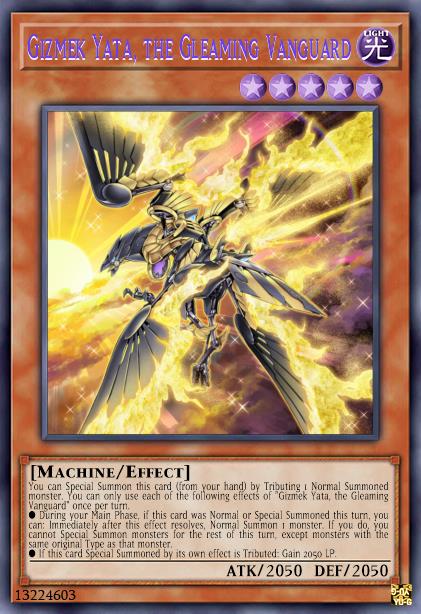 Gizmek Yata, the Gleaming Vanguard
LIGHT
光
[Machine/Effect]
You can Special Summon this card (from your hand) by Tributing 1 Normal Summoned
monster. You can only use each of the following effects of "Gizmek Yata, the Gleaming
Vanguard" once per turn.
● During your Main Phase, if this card was Normal or Special Summoned this turn, you
can: Immediately after this effect resolves, Normal Summon 1 monster. If you do, you
cannot Special Summon monsters for the rest of this turn, except monsters with the
same original Type as that monster.
● If this card Special Summoned by its own effect is Tributed: Gain 2050 LP.
ATK/2050 DEF/2050
13224603